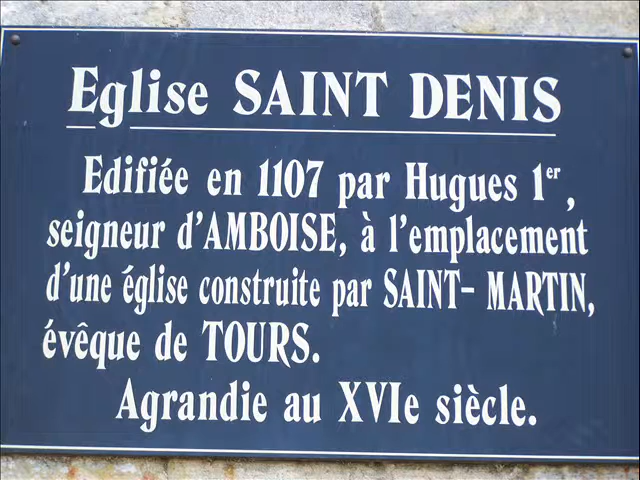 Eglise SAINT DENIS
Edifiée en 1107 par Hugues 1er,
seigneur d'AMBOISE, à l'emplacement
d'une église construite par SAINT- MARTIN,
évêque de TOURS.
Agrandie au XVIe siècle.